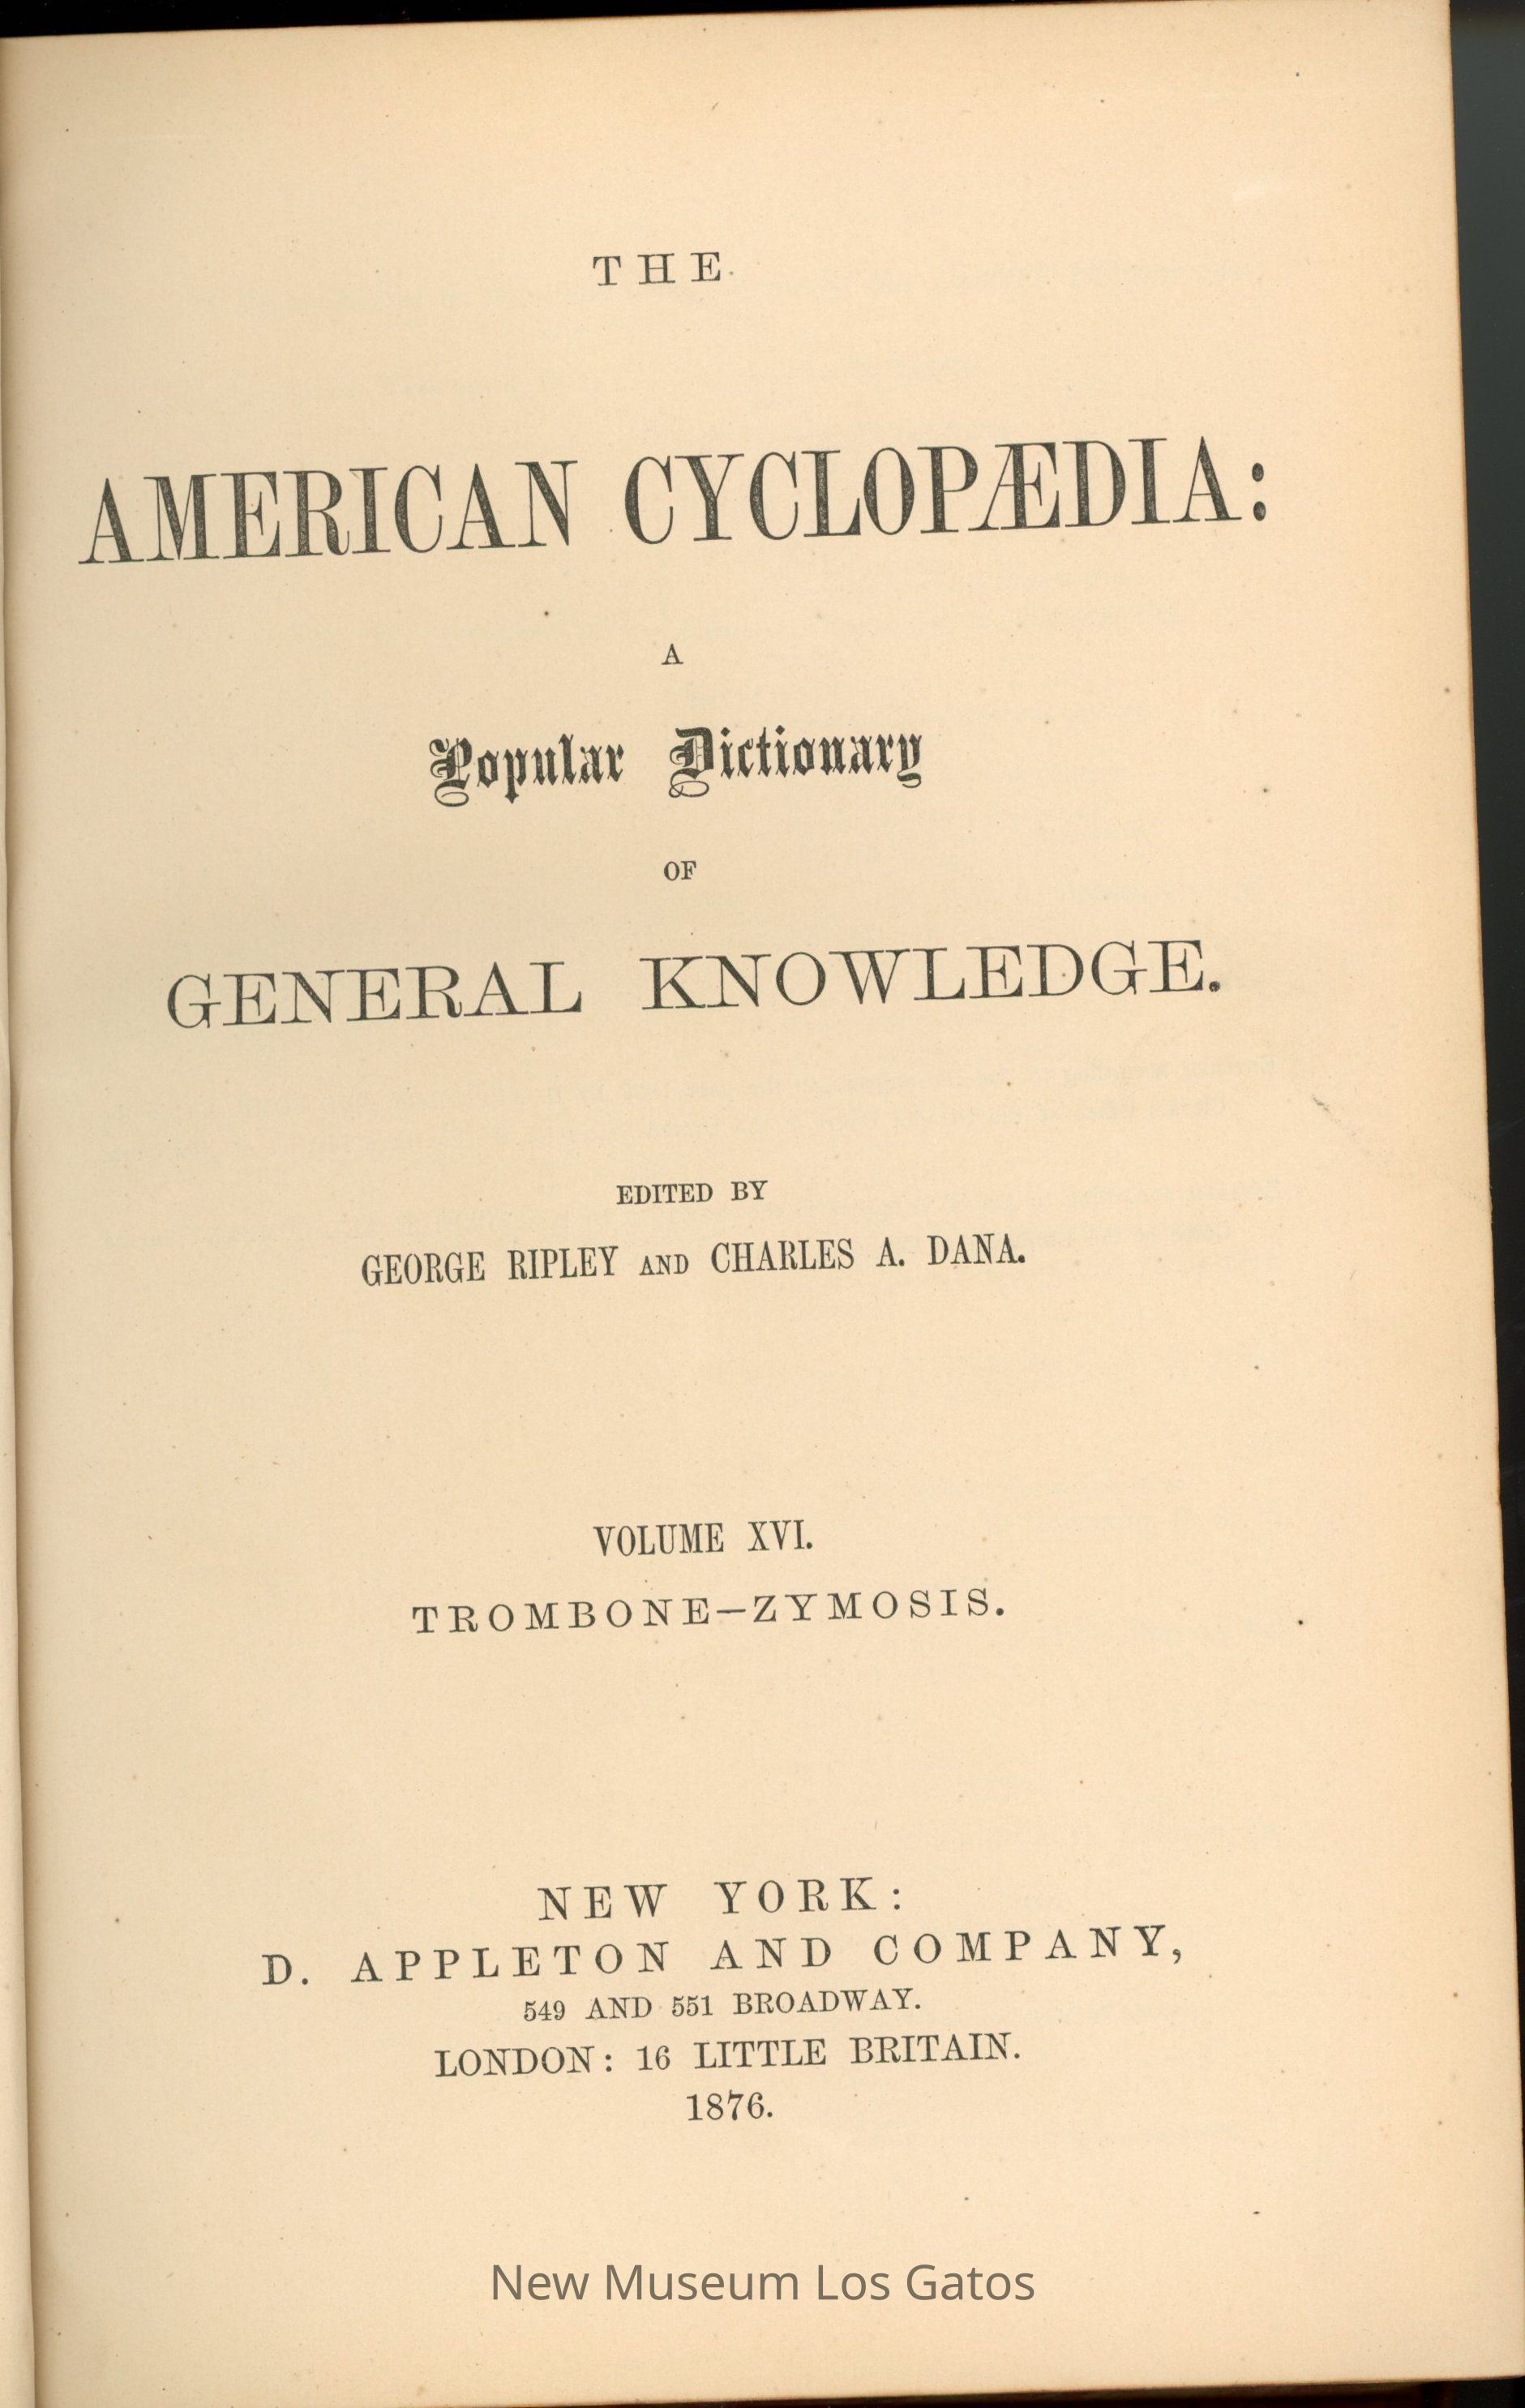 THE
AMERICAN CYCLOPÆDIA:
A
Popular Dictionary
OF
GENERAL KNOWLEDGE.
EDITED BY
GEORGE RIPLEY AND CHARLES A. DANA.
VOLUME XVI.
TROMBONE–ZYMOSIS.
NEW YORK:
D. APPLETON AND COMPANY,
549 AND 551 BROADWAY.
LONDON: 16 LITTLE BRITAIN.
1876.
New Museum Los Gatos